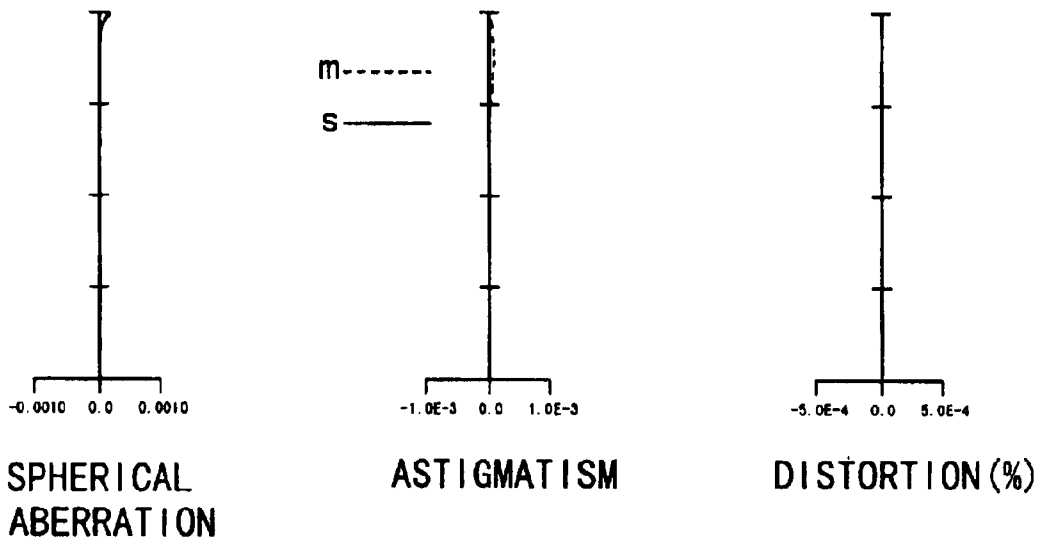 m
s
-0.0010 0.0 0.0010
-1.0E-3 0.0 1.0E-3
-5.0E-4 0.0 5.0E-4
SPHERICAL
ABERRATION
ASTIGMATISM
DISTORTION(%)